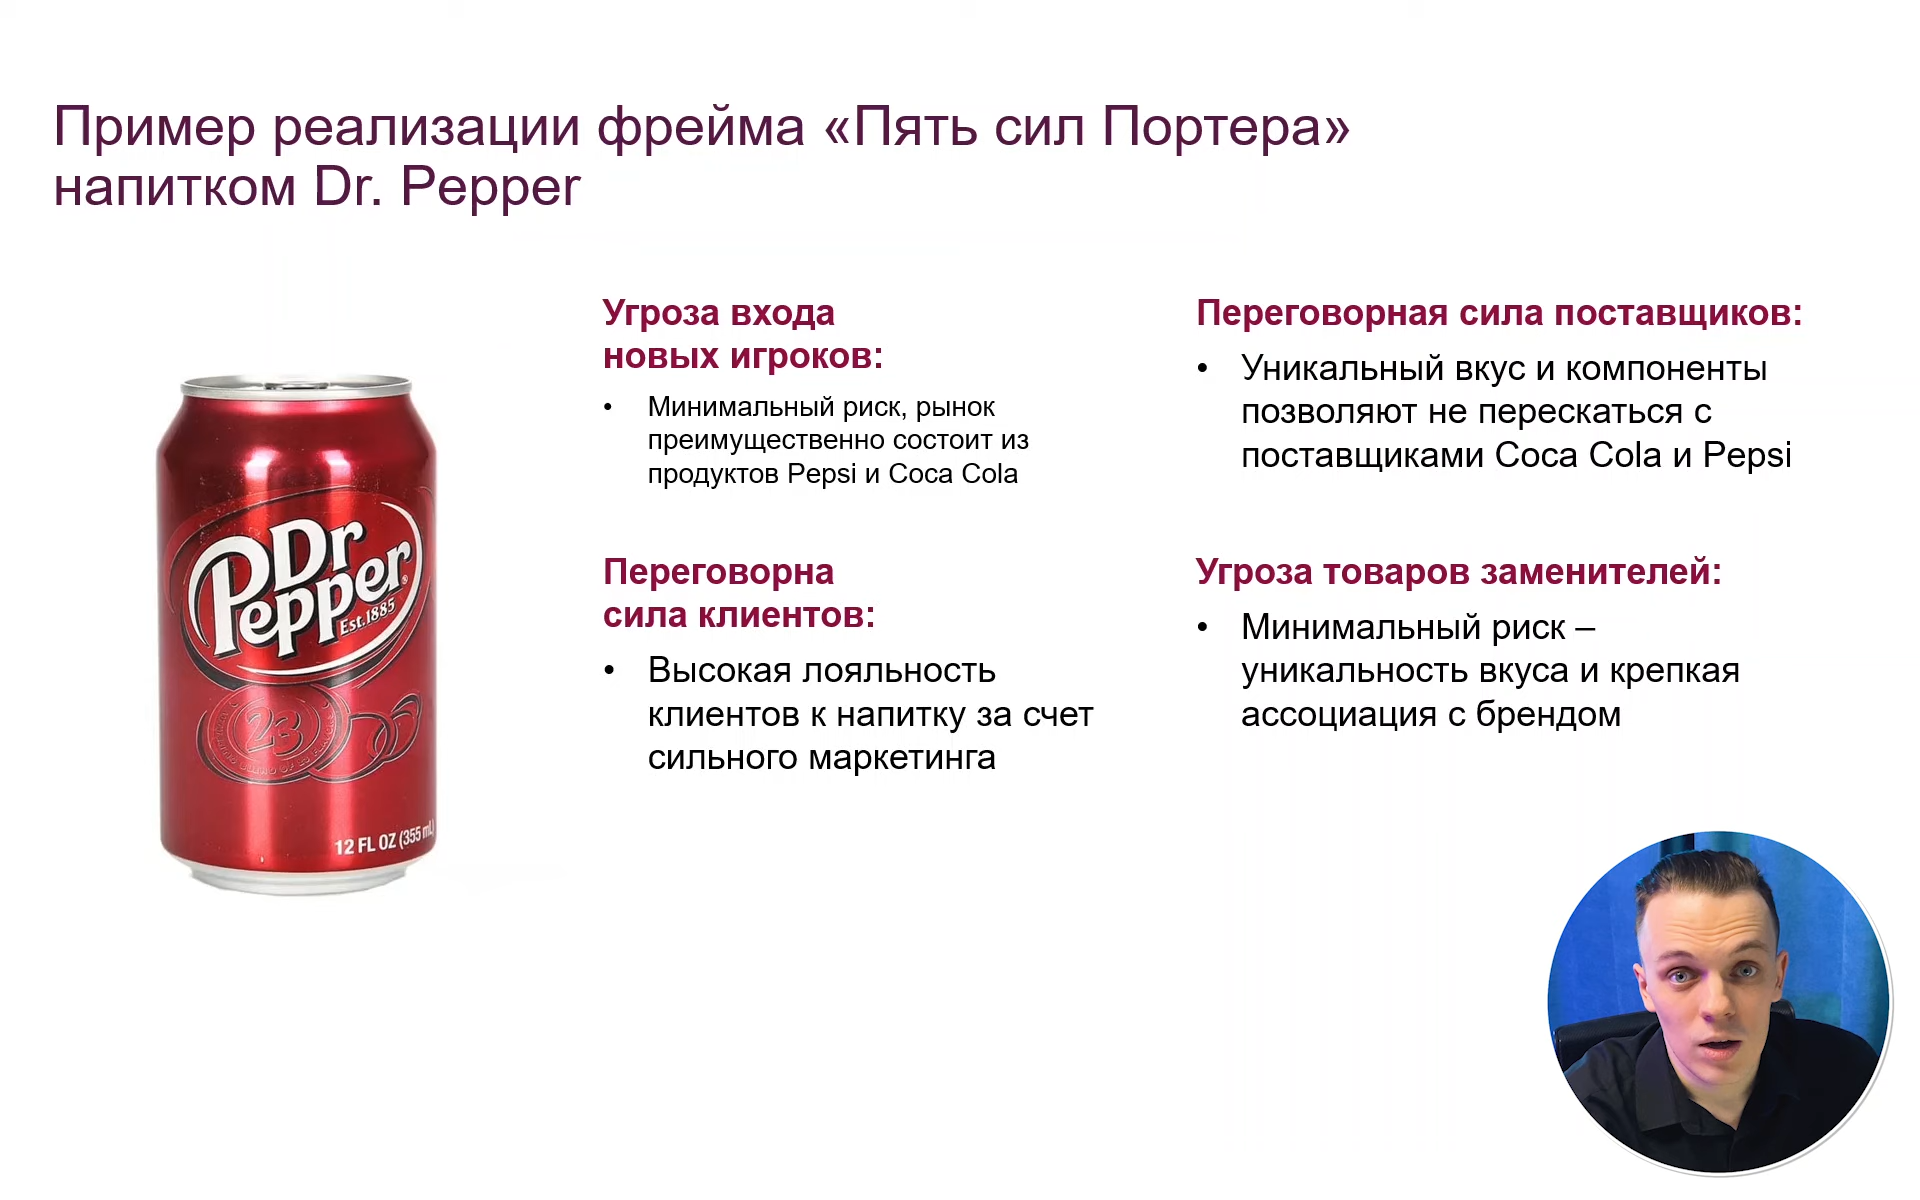 Пример реализации фрейма «Пять сил Портера»
напитком Dr. Pepper
Угроза входа
новых игроков:
• Минимальный риск, рынок
преимущественно состоит из
продуктов Pepsi и Coca Cola
Переговорна
сила клиентов:
• Высокая лояльность
клиентов к напитку за счет
сильного маркетинга
Переговорная сила поставщиков:
• Уникальный вкус и компоненты
позволяют не перескаться с
поставщиками Coca Cola и Pepsi
Угроза товаров заменителей:
• Минимальный риск –
уникальность вкуса и крепкая
ассоциация с брендом
Dr
Pepper
Est.1885
23
12 FL OZ (355 mL)